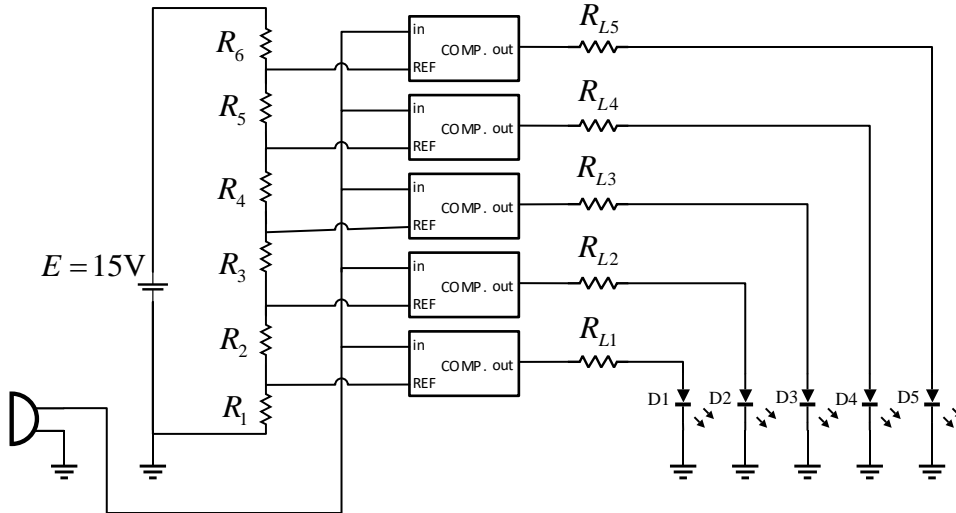 R6
R5
R4
R3
R2
R1
E = 15V
in
COMP. out
REF
in
COMP. out
REF
in
COMP. out
REF
in
COMP. out
REF
in
COMP. out
REF
RL5
RL4
RL3
RL2
RL1
D1 D2 D3 D4 D5